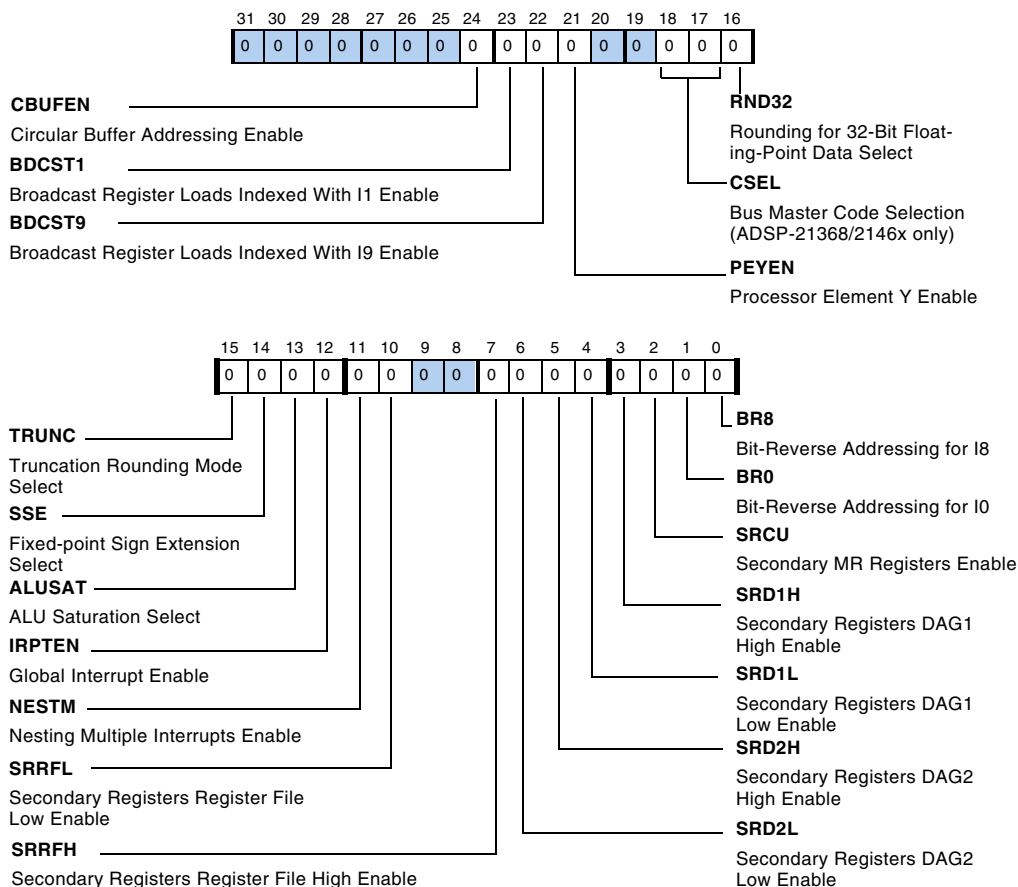 31 30 29 28 27 26 25 24 23 22 21 20 19 18 17 16
0 0 0 0 0 0 0 0 0 0 0 0 0 0 0 0
CBUFEN
Circular Buffer Addressing Enable
BDCST1
Broadcast Register Loads Indexed With I1 Enable
BDCST9
Broadcast Register Loads Indexed With I9 Enable
RND32
Rounding for 32-Bit Float-
ing-Point Data Select
CSEL
Bus Master Code Selection
(ADSP-21368/2146x only)
PEYEN
Processor Element Y Enable
15 14 13 12 11 10 9 8 7 6 5 4 3 2 1 0
0 0 0 0 0 0 0 0 0 0 0 0 0 0 0 0
TRUNC
Truncation Rounding Mode
Select
SSE
Fixed-point Sign Extension
Select
ALUSAT
ALU Saturation Select
IRPTEN
Global Interrupt Enable
NESTM
Nesting Multiple Interrupts Enable
SRRFL
Secondary Registers Register File
Low Enable
SRRFH
Secondary Registers Register File High Enable
BR8
Bit-Reverse Addressing for I8
BR0
Bit-Reverse Addressing for I0
SRCU
Secondary MR Registers Enable
SRD1H
Secondary Registers DAG1
High Enable
SRD1L
Secondary Registers DAG1
Low Enable
SRD2H
Secondary Registers DAG2
High Enable
SRD2L
Secondary Registers DAG2
Low Enable